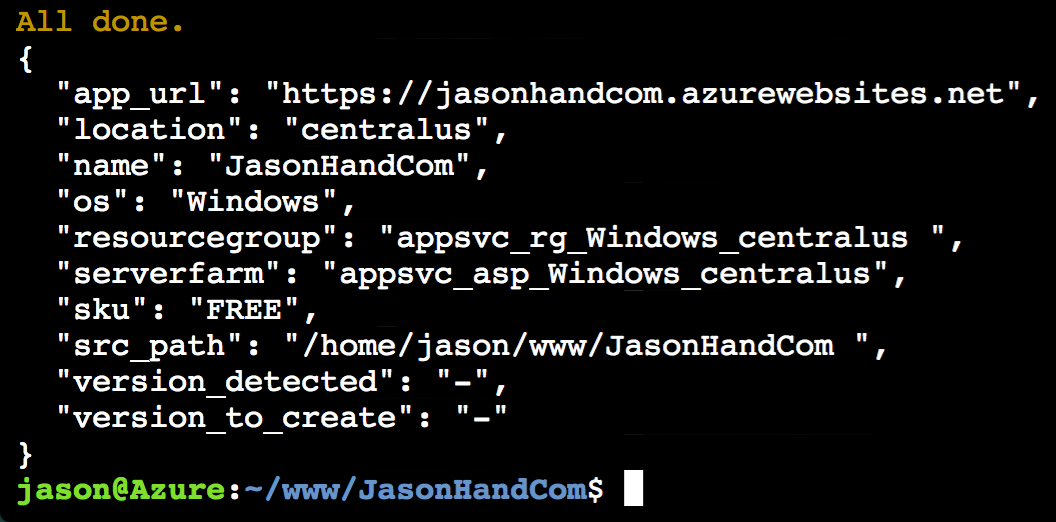 All done.
{
  "app_url": "https://jasonhandcom.azurewebsites.net",
  "location": "centralus",
  "name": "JasonHandCom",
  "os": "Windows",
  "resourcegroup": "appsvc_rg_Windows_centralus ",
  "serverfarm": "appsvc_asp_Windows_centralus",
  "sku": "FREE",
  "src_path": "/home/jason/www/JasonHandCom ",
  "version_detected": "-",
  "version_to_create": "-"
}
jason@Azure:~/www/JasonHandCom$